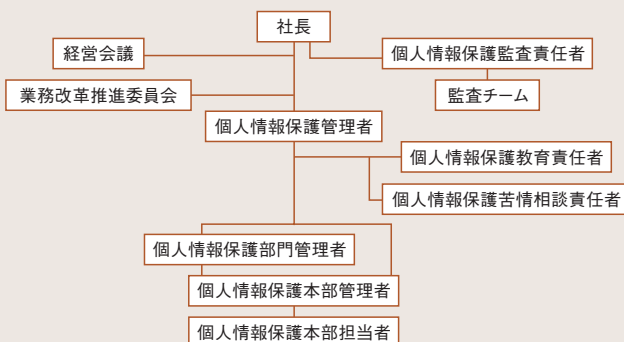 社長
経営会議
個人情報保護監査責任者
業務改革推進委員会
監査チーム
個人情報保護管理者
個人情報保護教育責任者
個人情報保護苦情相談責任者
個人情報保護部門管理者
個人情報保護本部管理者
個人情報保護本部担当者